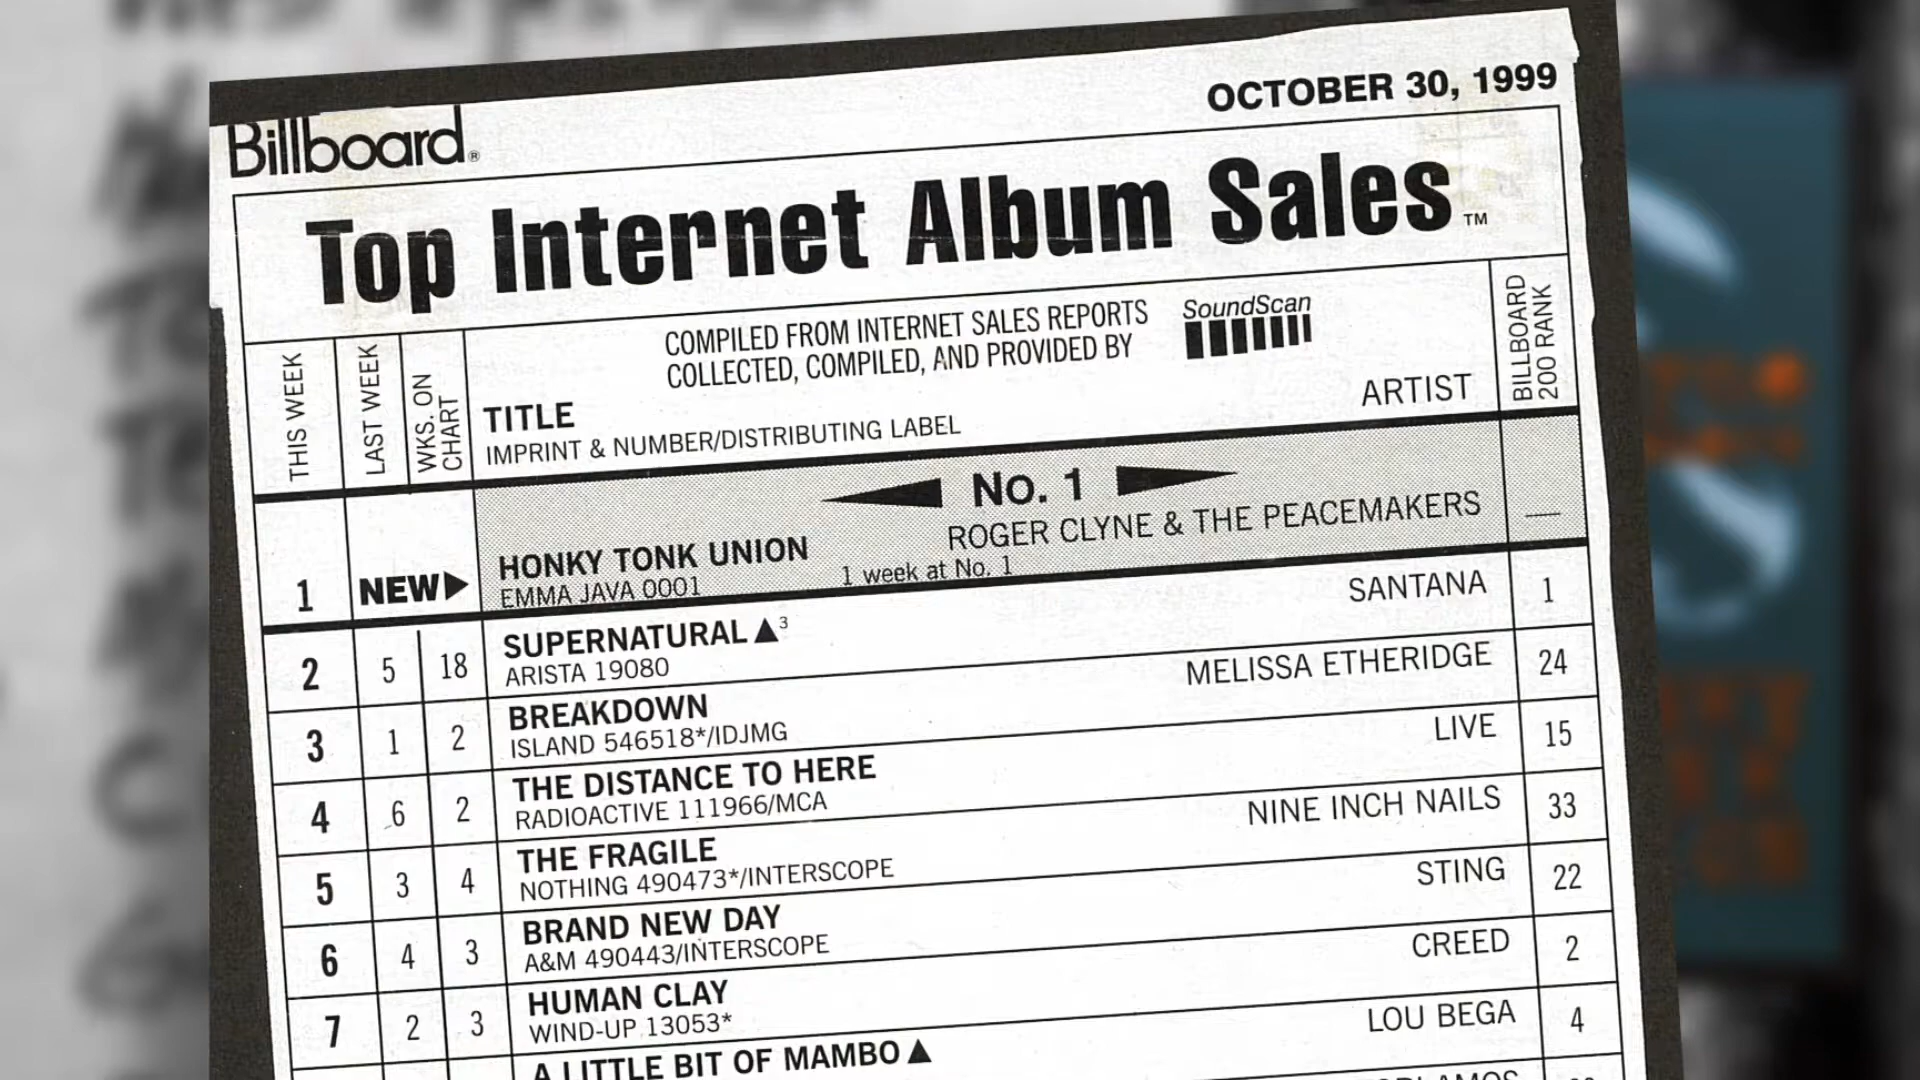 OCTOBER 30, 1999
Billboard®
Top Internet Album Sales™
THIS WEEK
LAST WEEK
WKS. ON CHART
COMPILED FROM INTERNET SALES REPORTS
COLLECTED, COMPILED, AND PROVIDED BY
SoundScan
TITLE
ARTIST
IMPRINT & NUMBER/DISTRIBUTING LABEL
BILLBOARD 200 RANK
No. 1
1 NEW▶ HONKY TONK UNION ROGER CLYNE & THE PEACEMAKERS —
EMMA JAVA 0001 1 week at No. 1
2 5 18 SUPERNATURAL ▲3 SANTANA 1
ARISTA 19080
3 1 2 BREAKDOWN MELISSA ETHERIDGE 24
ISLAND 546518*/IDJMG
4 6 2 THE DISTANCE TO HERE LIVE 15
RADIOACTIVE 111966/MCA
5 3 4 THE FRAGILE NINE INCH NAILS 33
NOTHING 490473*/INTERSCOPE
6 4 3 BRAND NEW DAY STING 22
A&M 490443/INTERSCOPE
7 2 3 HUMAN CLAY CREED 2
WIND-UP 13053*
A LITTLE BIT OF MAMBO ▲ LOU BEGA 4